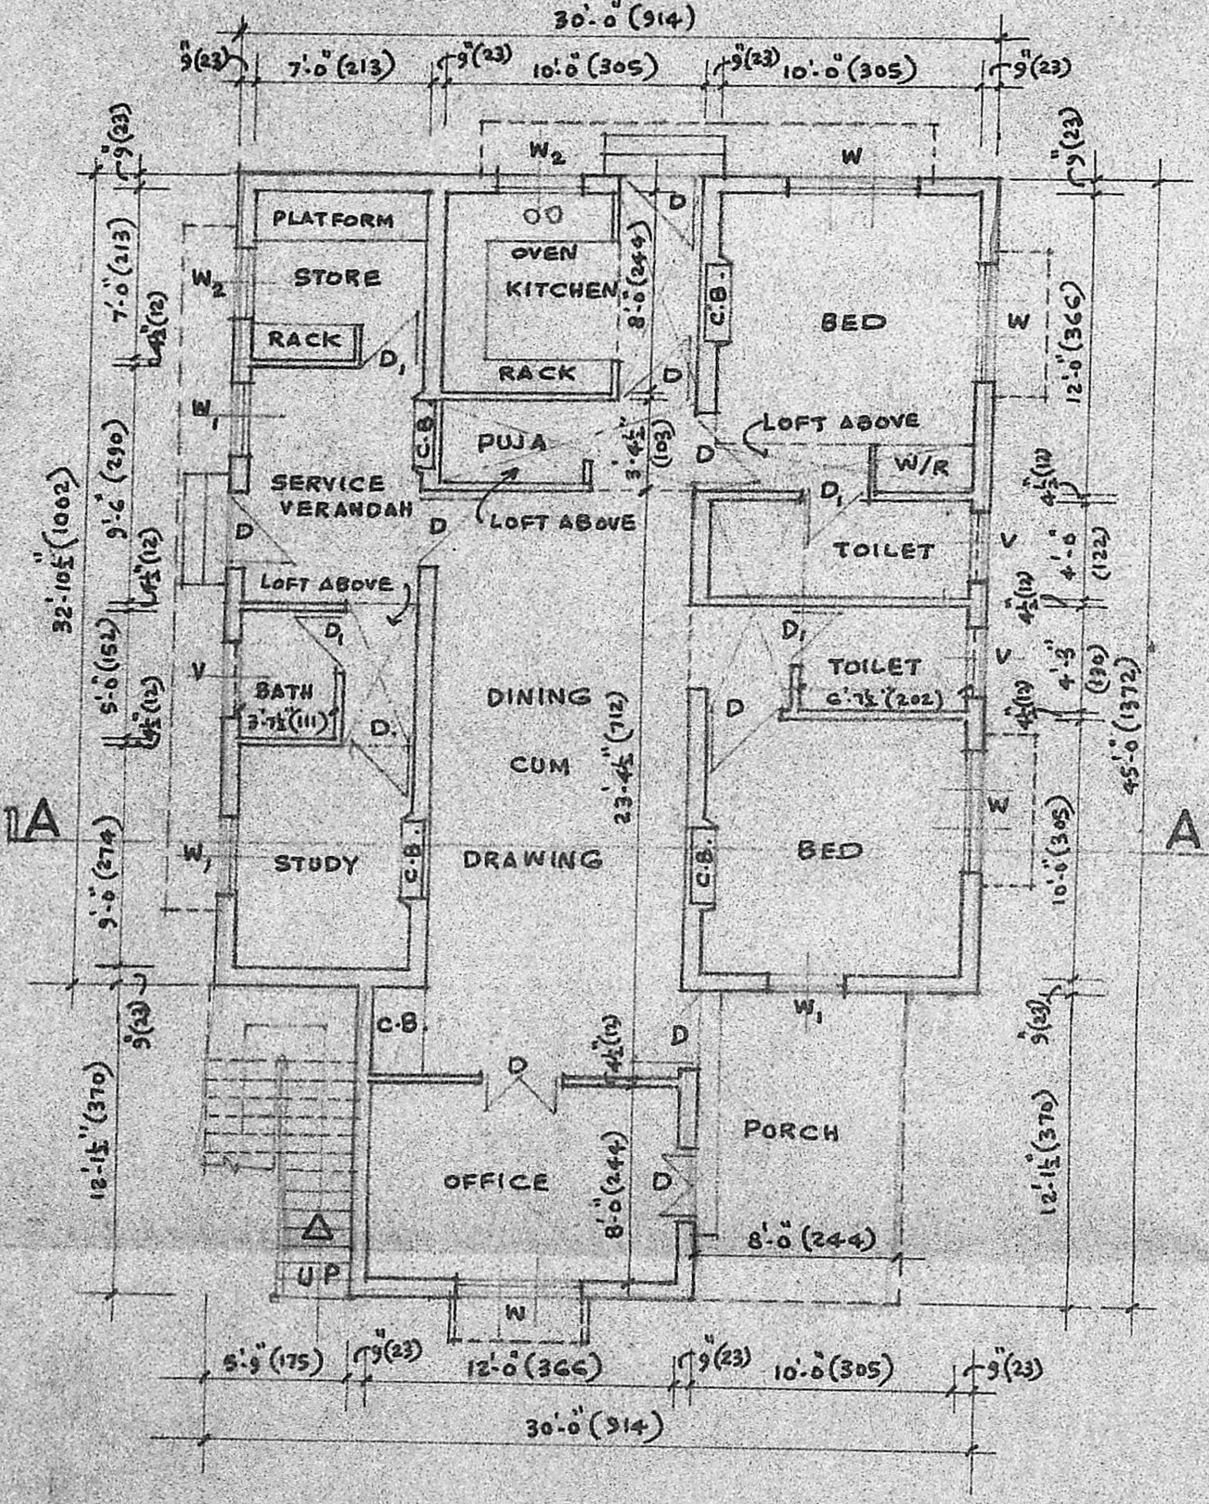 30'-0" (914)
9"(23)
7'-0" (213)
9"(23)
10'-0" (305)
9"(23)
10'-0" (305)
9"(23)
9"(23)
9"(23)
W2
W
D
PLATFORM
OVEN
7'-0" (213)
W2
STORE
KITCHEN
8'-0" (244)
C.B.
BED
W
12'-0" (366)
4½"(12)
RACK
D1
RACK
D
W1
C.B
PUJA
3'-4½"
(103)
LOFT ABOVE
D
W/R
9'-6" (290)
SERVICE
VERANDAH
D1
4½"(12)
32'-10½" (1002)
D
D
LOFT ABOVE
TOILET
V
4'-0"
(122)
4½"(12)
LOFT ABOVE
4½"(12)
D1
D1
5'-0" (152)
V
BATH
3'-7½"(111)
DINING
TOILET
6'-7½"(202)
V
4'-3"
(130)
4½"(12)
D
D
4½"(12)
CUM
23'-4½" (712)
45'-0" (1372)
W
A
A
9'-0" (274)
W1
STUDY
C.B.
DRAWING
C.B.
BED
10'-0" (305)
9"(23)
C.B.
D
4½"(12)
D
W1
9"(23)
12'-1½" (370)
PORCH
12'-1½" (370)
OFFICE
8'-0" (244)
D
8'-0" (244)
UP
W
5'-9" (175)
9"(23)
12'-0" (366)
9"(23)
10'-0" (305)
9"(23)
30'-0" (914)